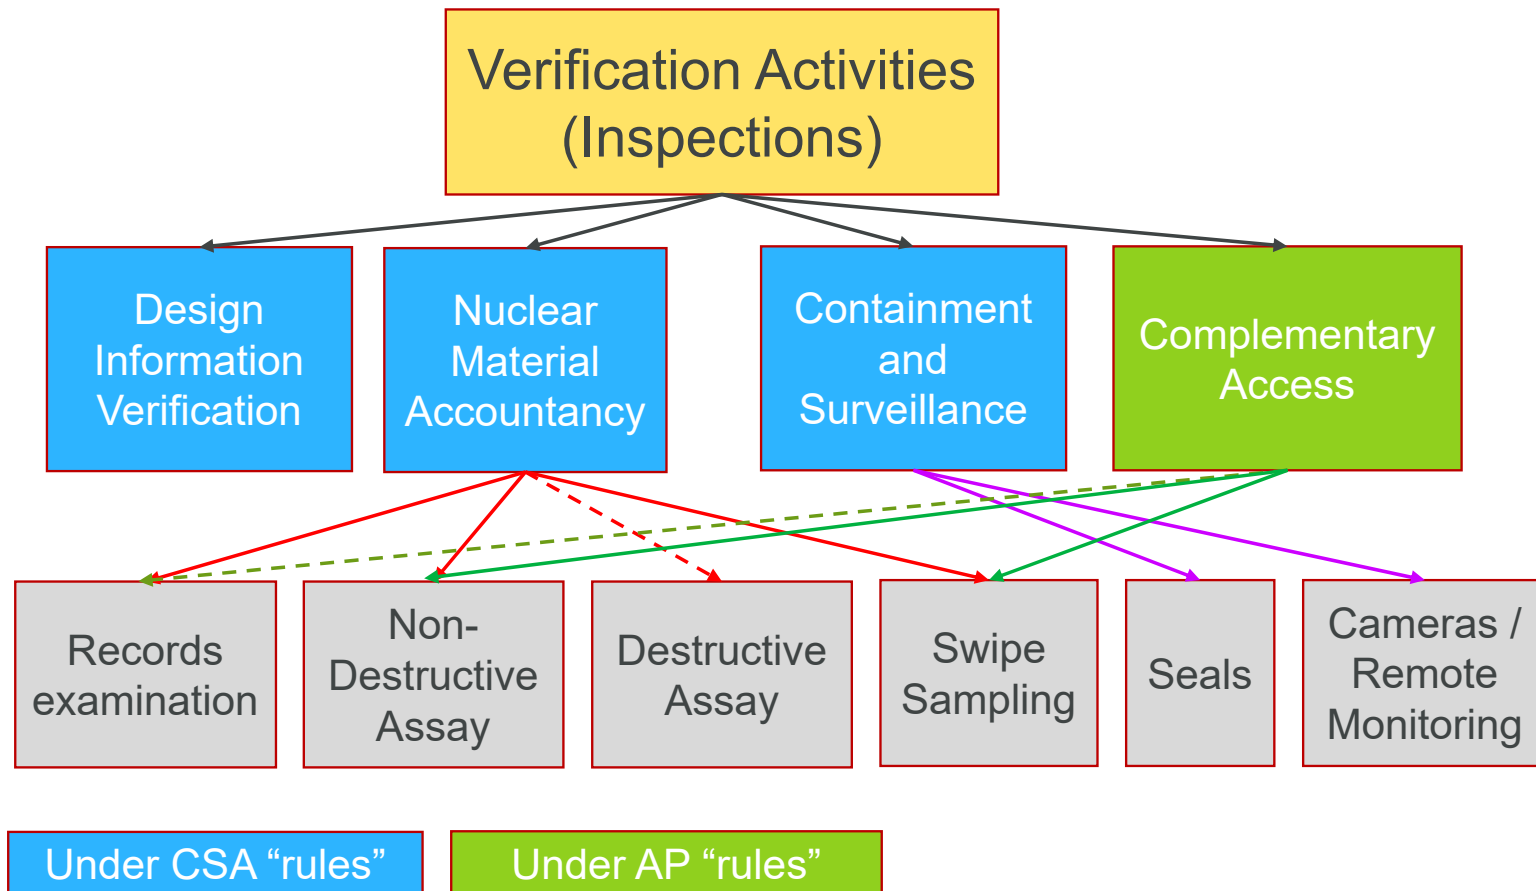 Verification Activities
(Inspections)
Design
Information
Verification
Nuclear
Material
Accountancy
Containment
and
Surveillance
Complementary
Access
Records
examination
Non-
Destructive
Assay
Destructive
Assay
Swipe
Sampling
Seals
Cameras /
Remote
Monitoring
Under CSA “rules”
Under AP “rules”